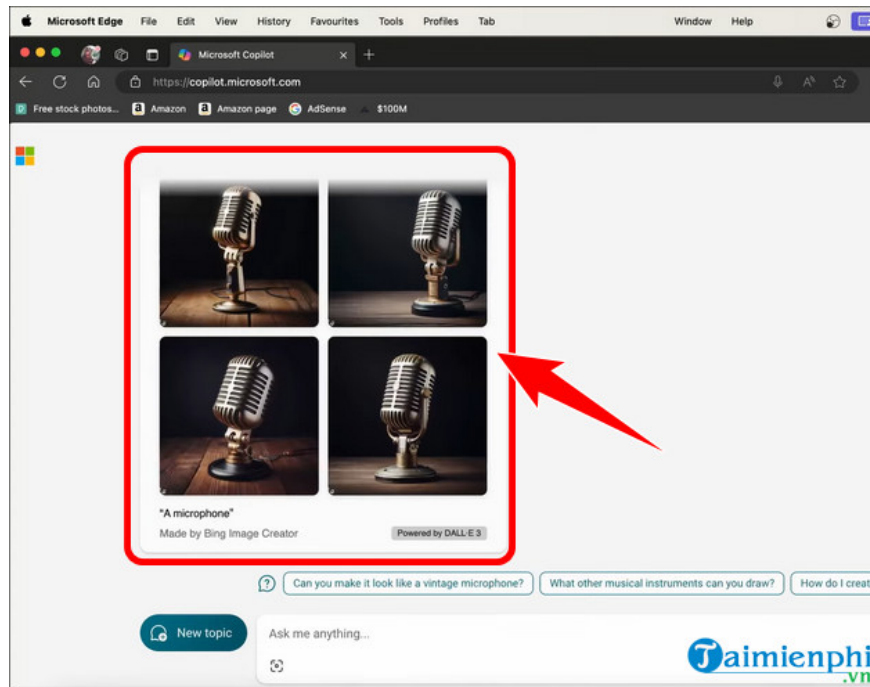 Microsoft Edge File Edit View History Favourites Tools Profiles Tab Window Help
Microsoft Copilot
https://copilot.microsoft.com
Free stock photos... Amazon Amazon page AdSense $100M
"A microphone"
Made by Bing Image Creator Powered by DALL·E 3
Can you make it look like a vintage microphone? What other musical instruments can you draw? How do I creat
New topic Ask me anything...
Taimienphi
.vn